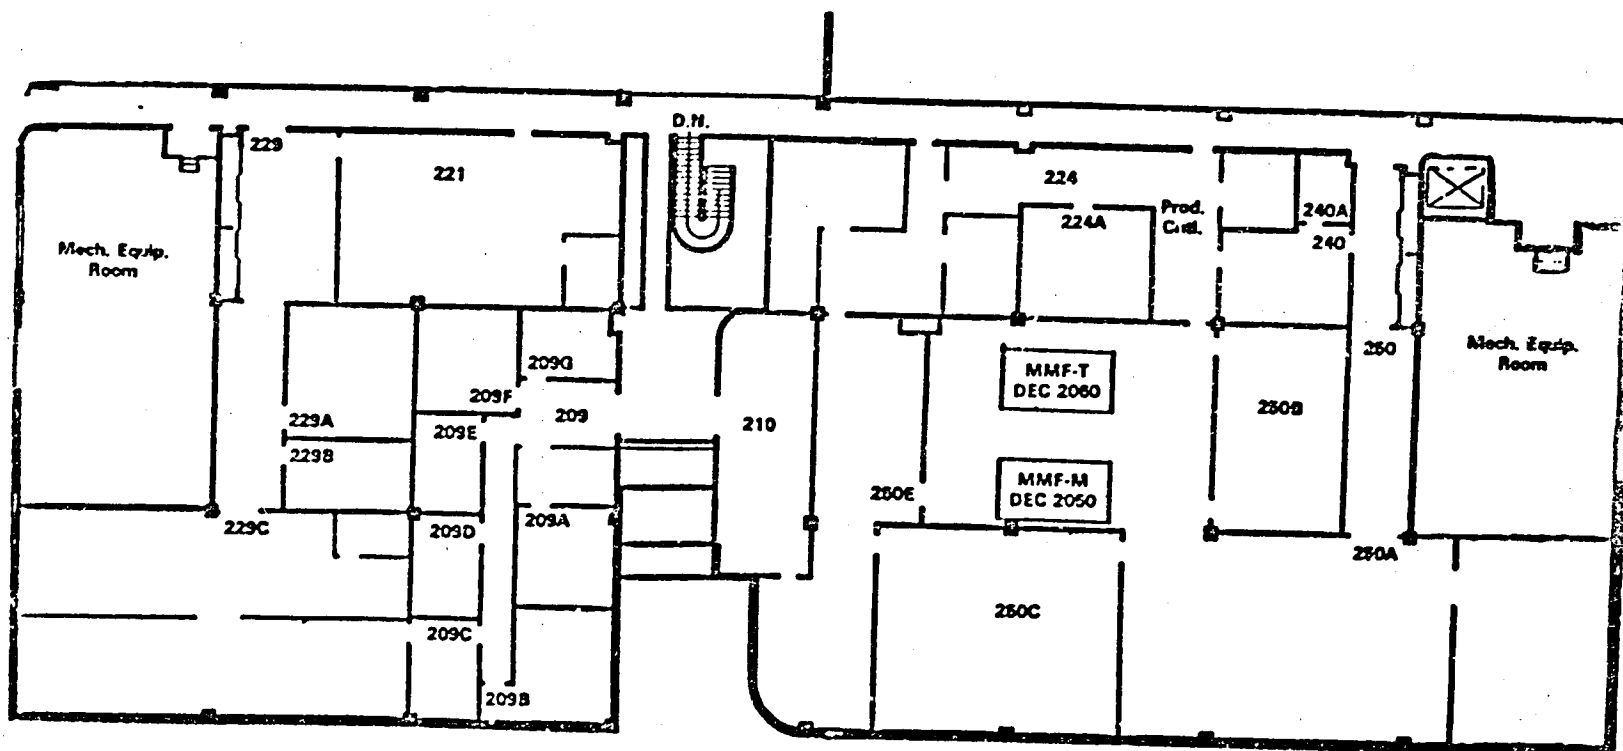 D.N.
229
221
224
Prod.
Cntl.
224A
240A
240
Mech. Equip.
Room
250
Mech. Equip.
Room
209G
MMF-T
DEC 2060
209F
250B
229A
209E
209
210
229B
MMF-M
DEC 2050
250E
229C
209D
209A
250A
250C
209C
209B